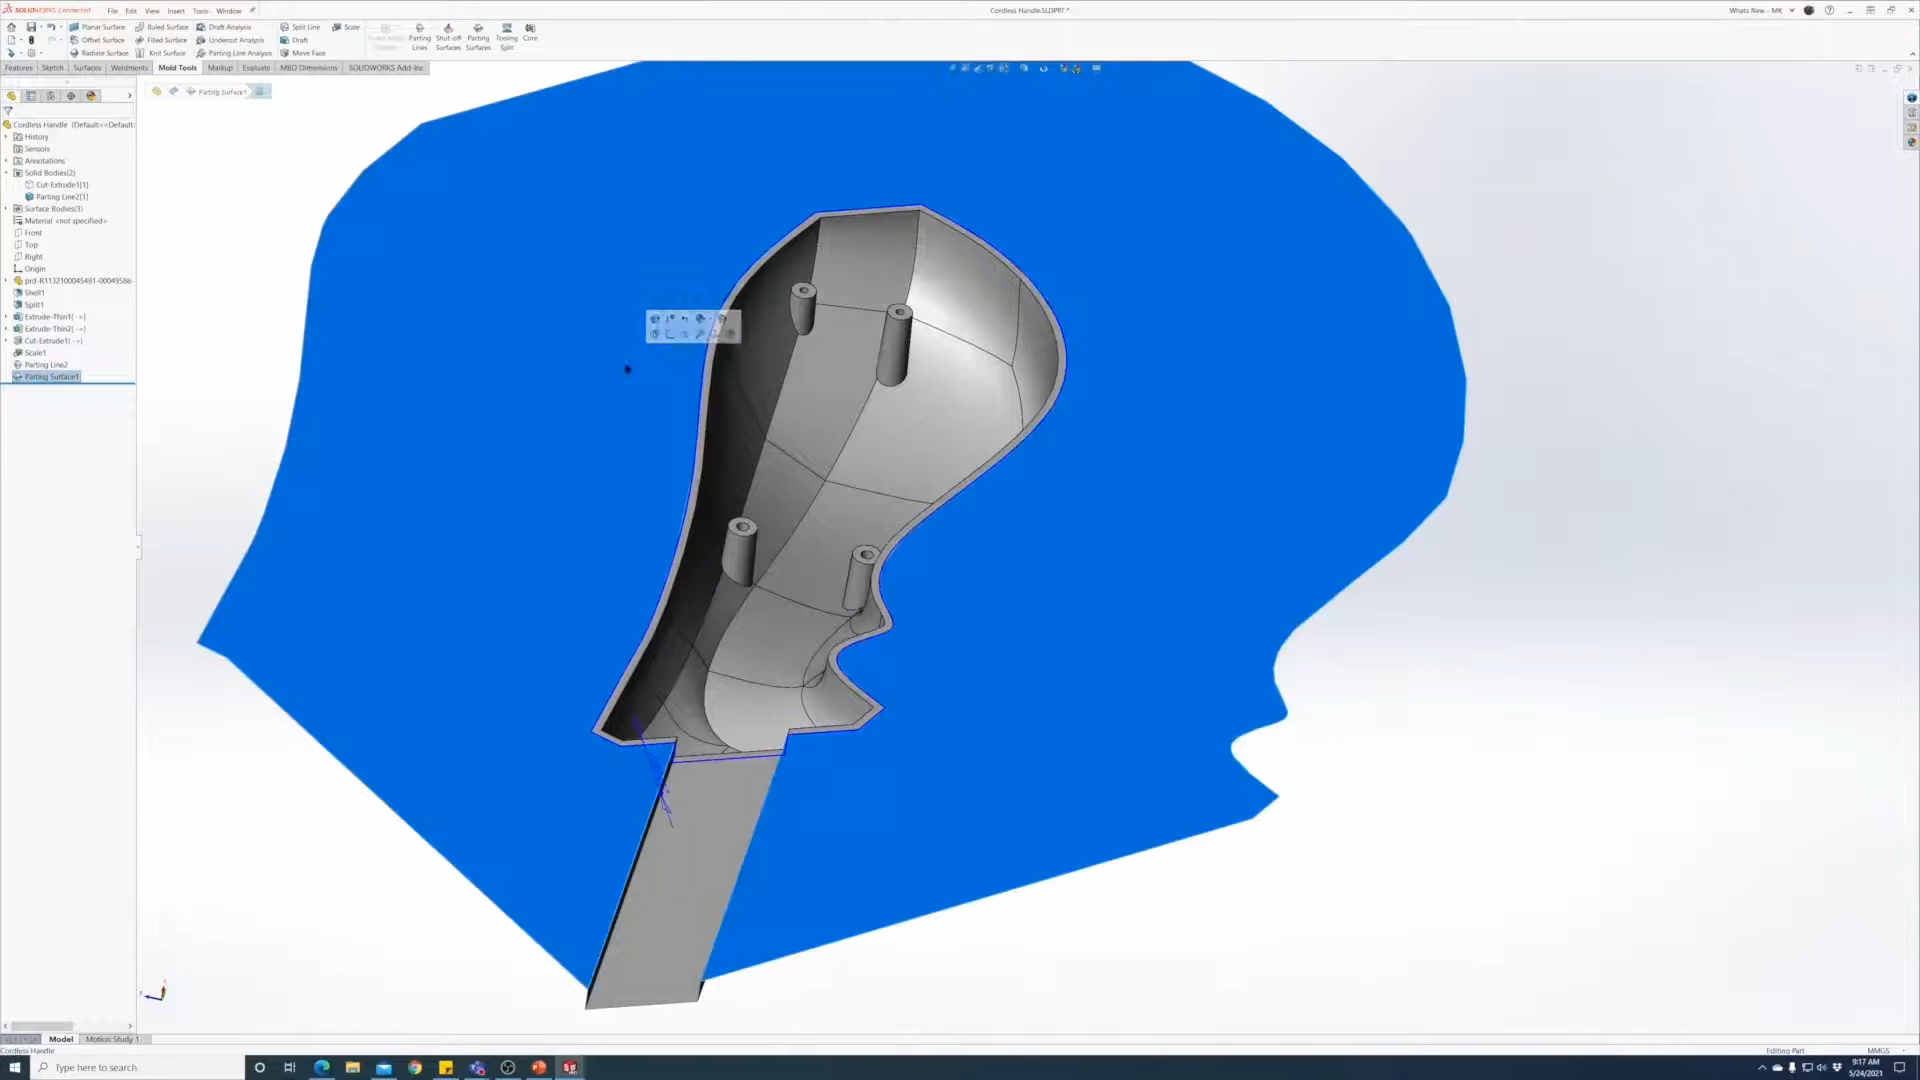 SOLIDWORKS Connected File Edit View Insert Tools Window Cordless Handle.SLDPRT * Whats New - MK
Planar Surface Ruled Surface Draft Analysis Split Line Scale
Offset Surface Filled Surface Undercut Analysis Draft
Radiate Surface Knit Surface Parting Line Analysis Move Face
Parting Lines Shut-off Surfaces Parting Surfaces Tooling Split Core
Features Sketch Surfaces Weldments Mold Tools Markup Evaluate MBD Dimensions SOLIDWORKS Add-Ins
Parting Surface1
Cordless Handle (Default<<Default
History
Sensors
Annotations
Solid Bodies(2)
Cut-Extrude1[1]
Parting Line2[1]
Surface Bodies(3)
Material <not specified>
Front
Top
Right
Origin
prd-R1132100045491-00049586-
Shell1
Split1
Extrude-Thin1( ->)
Extrude-Thin2( ->)
Cut-Extrude1( ->)
Scale1
Parting Line2
Parting Surface1
Model Motion Study 1
Cordless Handle Editing Part MMGS
Type here to search
9:17 AM
5/24/2021